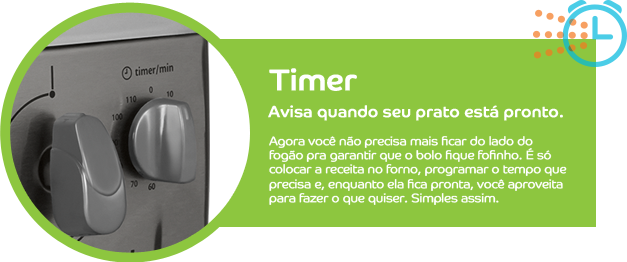 timer/min
0
10
110
100
70
60
Timer
Avisa quando seu prato está pronto.
Agora você não precisa mais ficar do lado do
fogão pra garantir que o bolo fique fofinho. É só
colocar a receita no forno, programar o tempo que
precisa e, enquanto ela fica pronta, você aproveita
para fazer o que quiser. Simples assim.